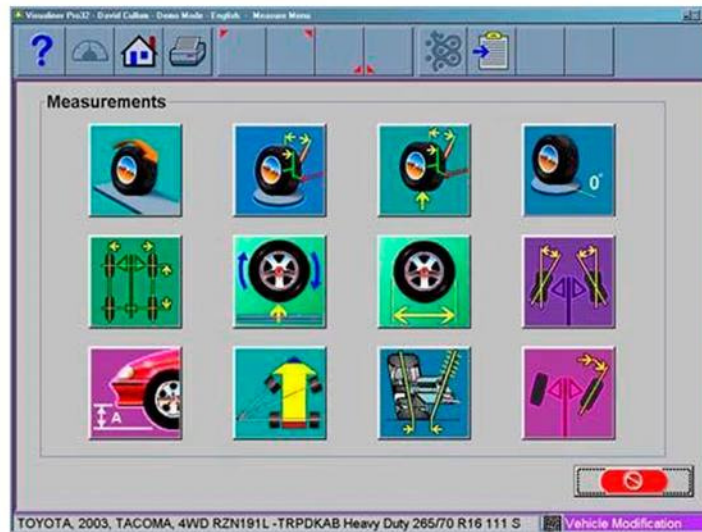 Visualiner Pro32 - David Cullum - Demo Mode - English - Measure Menu
?
Measurements
0°
A
TOYOTA, 2003, TACOMA, 4WD RZN191L -TRPDKAB Heavy Duty 265/70 R16 111 S
Vehicle Modification